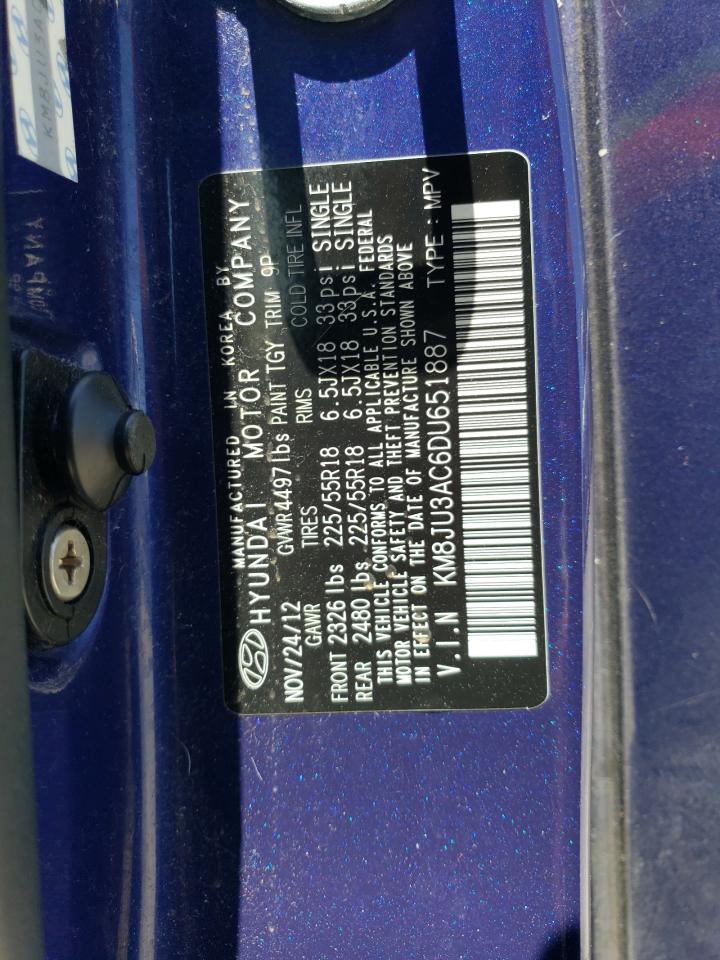 MANUFACTURED IN KOREA BY
HYUNDAI MOTOR COMPANY
NOV/24/12 GVWR4497lbs PAINT TGY TRIM 9P
GAWR TIRES RIMS COLD TIRE INFL
FRONT 2326 lbs 225/55R18 6.5JX18 33psi SINGLE
REAR 2480 lbs 225/55R18 6.5JX18 33psi SINGLE
THIS VEHICLE CONFORMS TO ALL APPLICABLE U.S.A. FEDERAL
MOTOR VEHICLE SAFETY AND THEFT PREVENTION STANDARDS
IN EFFECT ON THE DATE OF MANUFACTURE SHOWN ABOVE
V.I.N KM8JU3AC6DU651887 TYPE : MPV